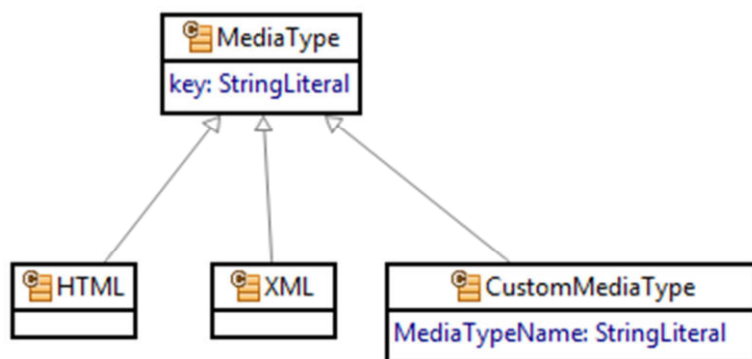 MediaType
key: StringLiteral
HTML
XML
CustomMediaType
MediaTypeName: StringLiteral